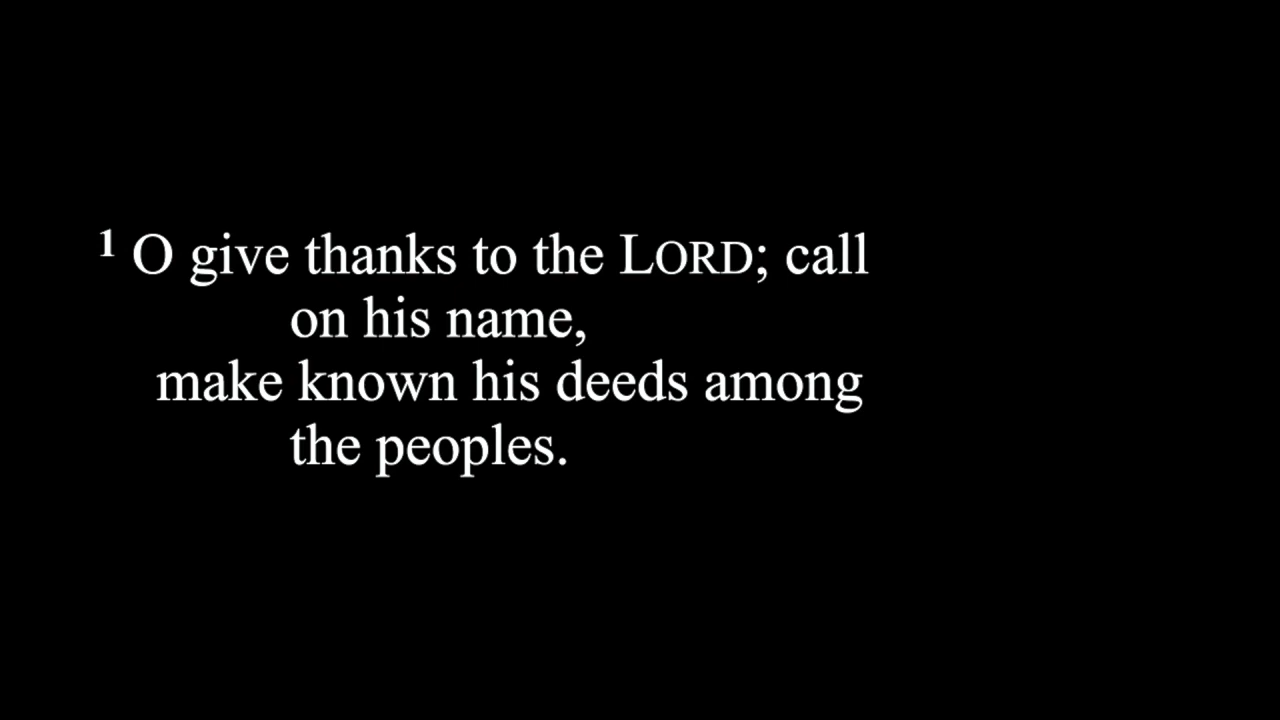 1 O give thanks to the LORD; call
on his name,
make known his deeds among
the peoples.